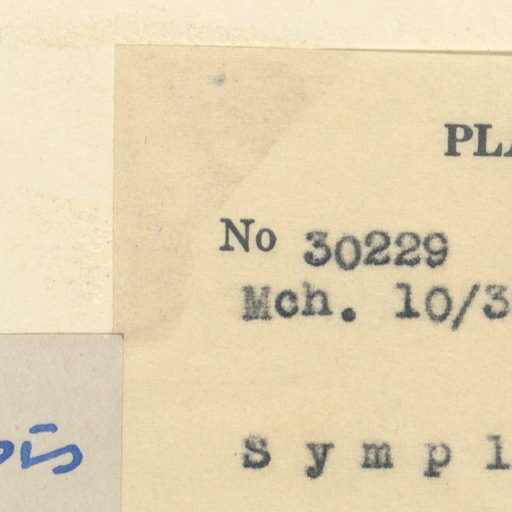 PLA
No 30229
Mch. 10/3
Sympl